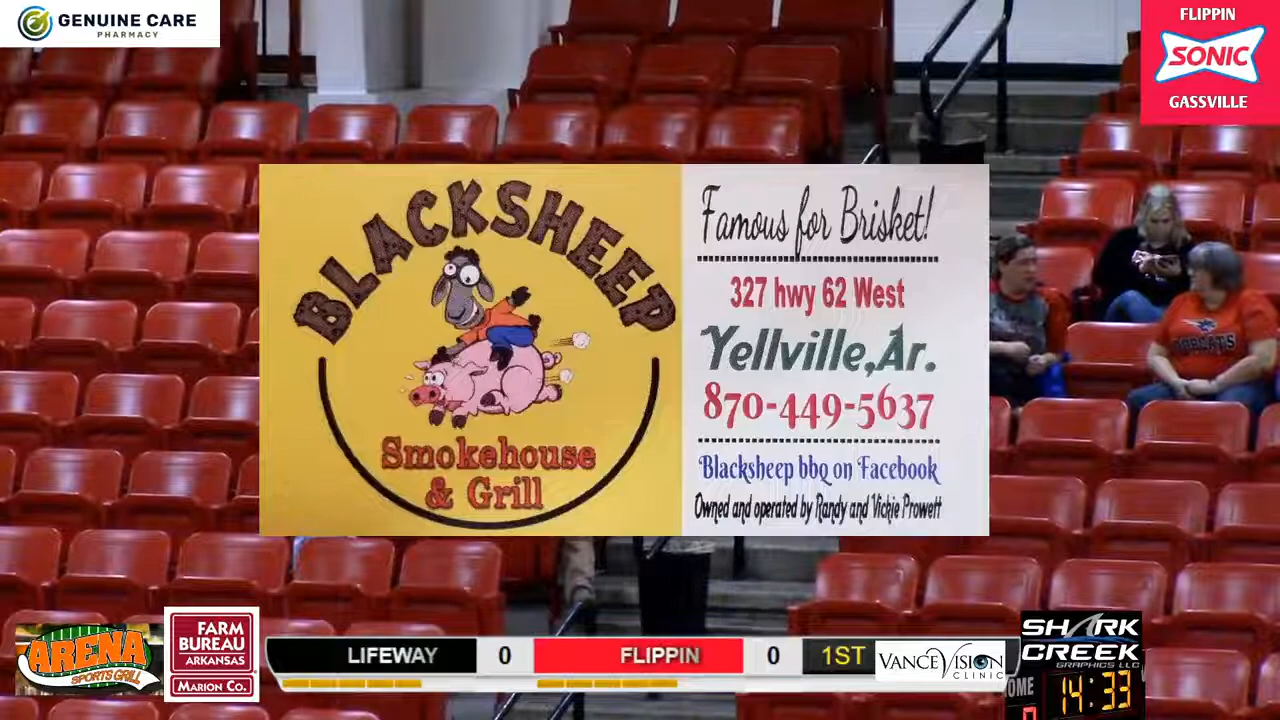 GENUINE CARE
PHARMACY
FLIPPIN
SONIC
GASSVILLE
BLACKSHEEP
Smokehouse
& Grill
Famous for Brisket!
327 hwy 62 West
Yellville,Ar.
870-449-5637
Blacksheep bbq on Facebook
Owned and operated by Randy and Vickie Prowett
BOBCATS
ARENA
SPORTS GRILL
FARM
BUREAU
ARKANSAS
MARION CO.
LIFEWAY 0 FLIPPIN 0 1ST
VANCE VISION
CLINIC
SHARK
CREEK
GRAPHICS LLC
14:33